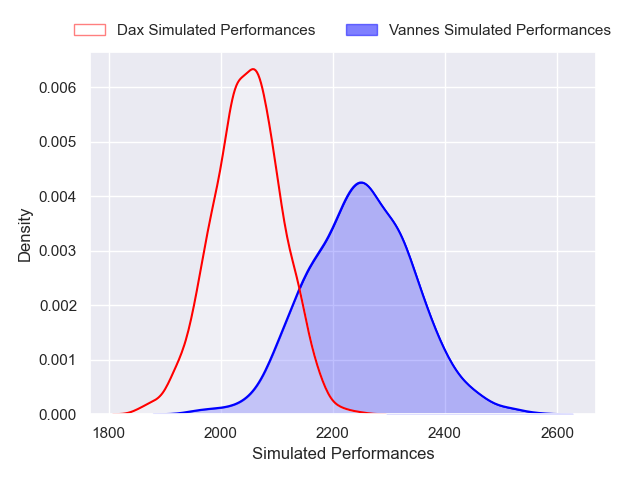 Dax Simulated Performances Vannes Simulated Performances
0.006
0.005
0.004
0.003
0.002
0.001
0.000
Density
1800 2000 2200 2400 2600
Simulated Performances